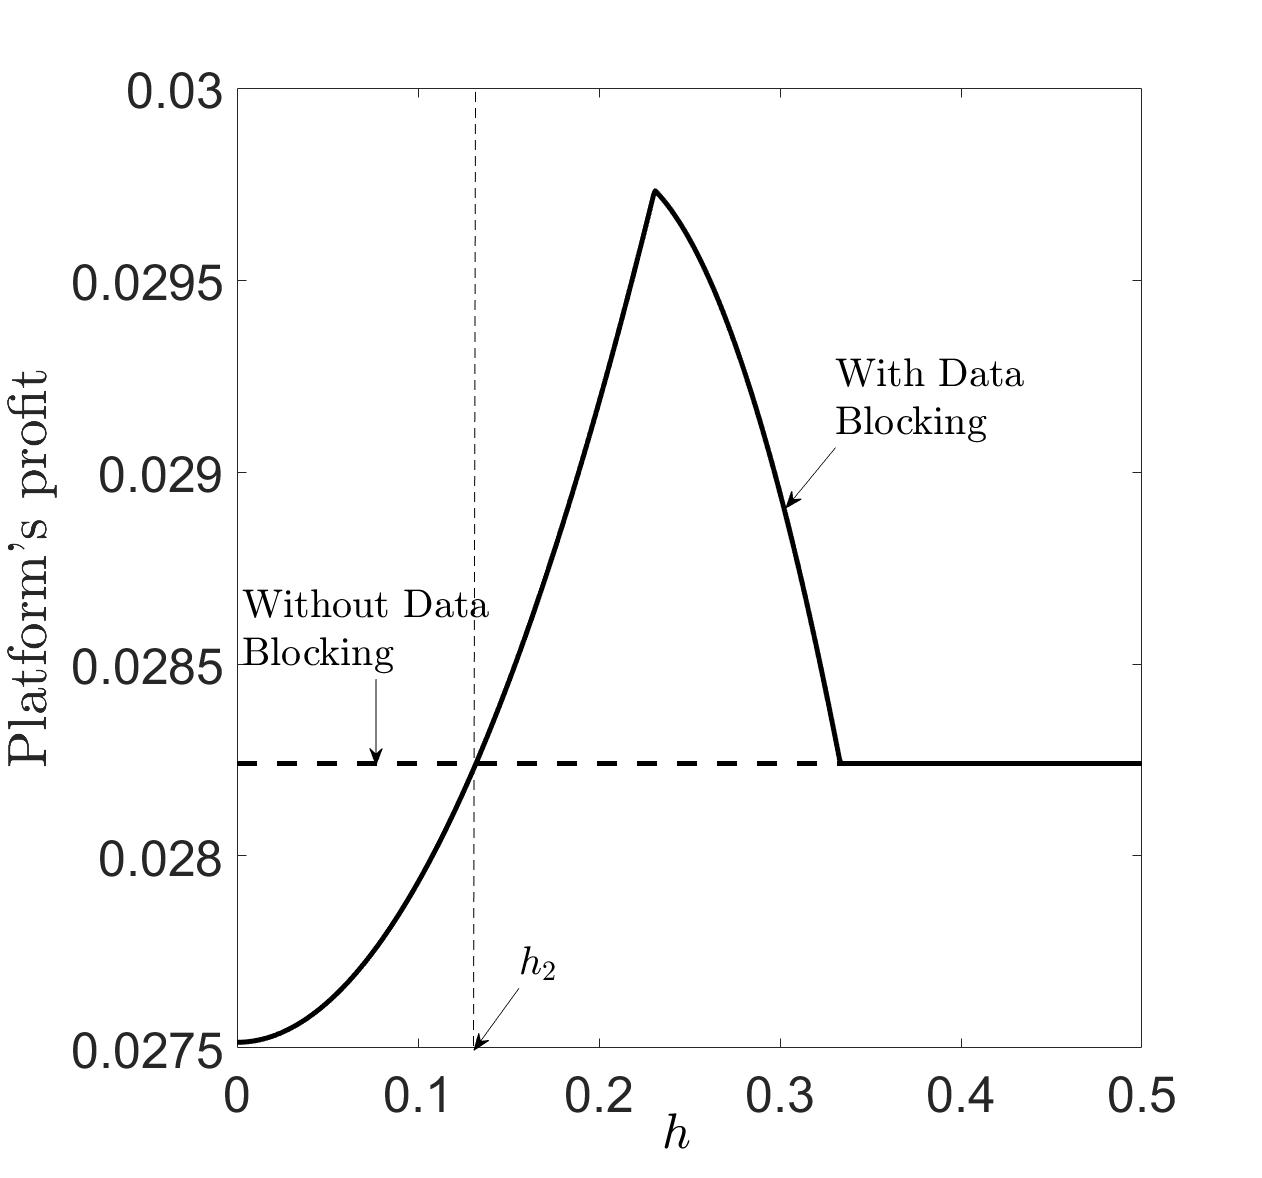 0.03
0.0295
0.029
0.0285
0.028
0.0275
Platform's profit
With Data
Blocking
Without Data
Blocking
h₂
0
0.1
0.2
0.3
0.4
0.5
h